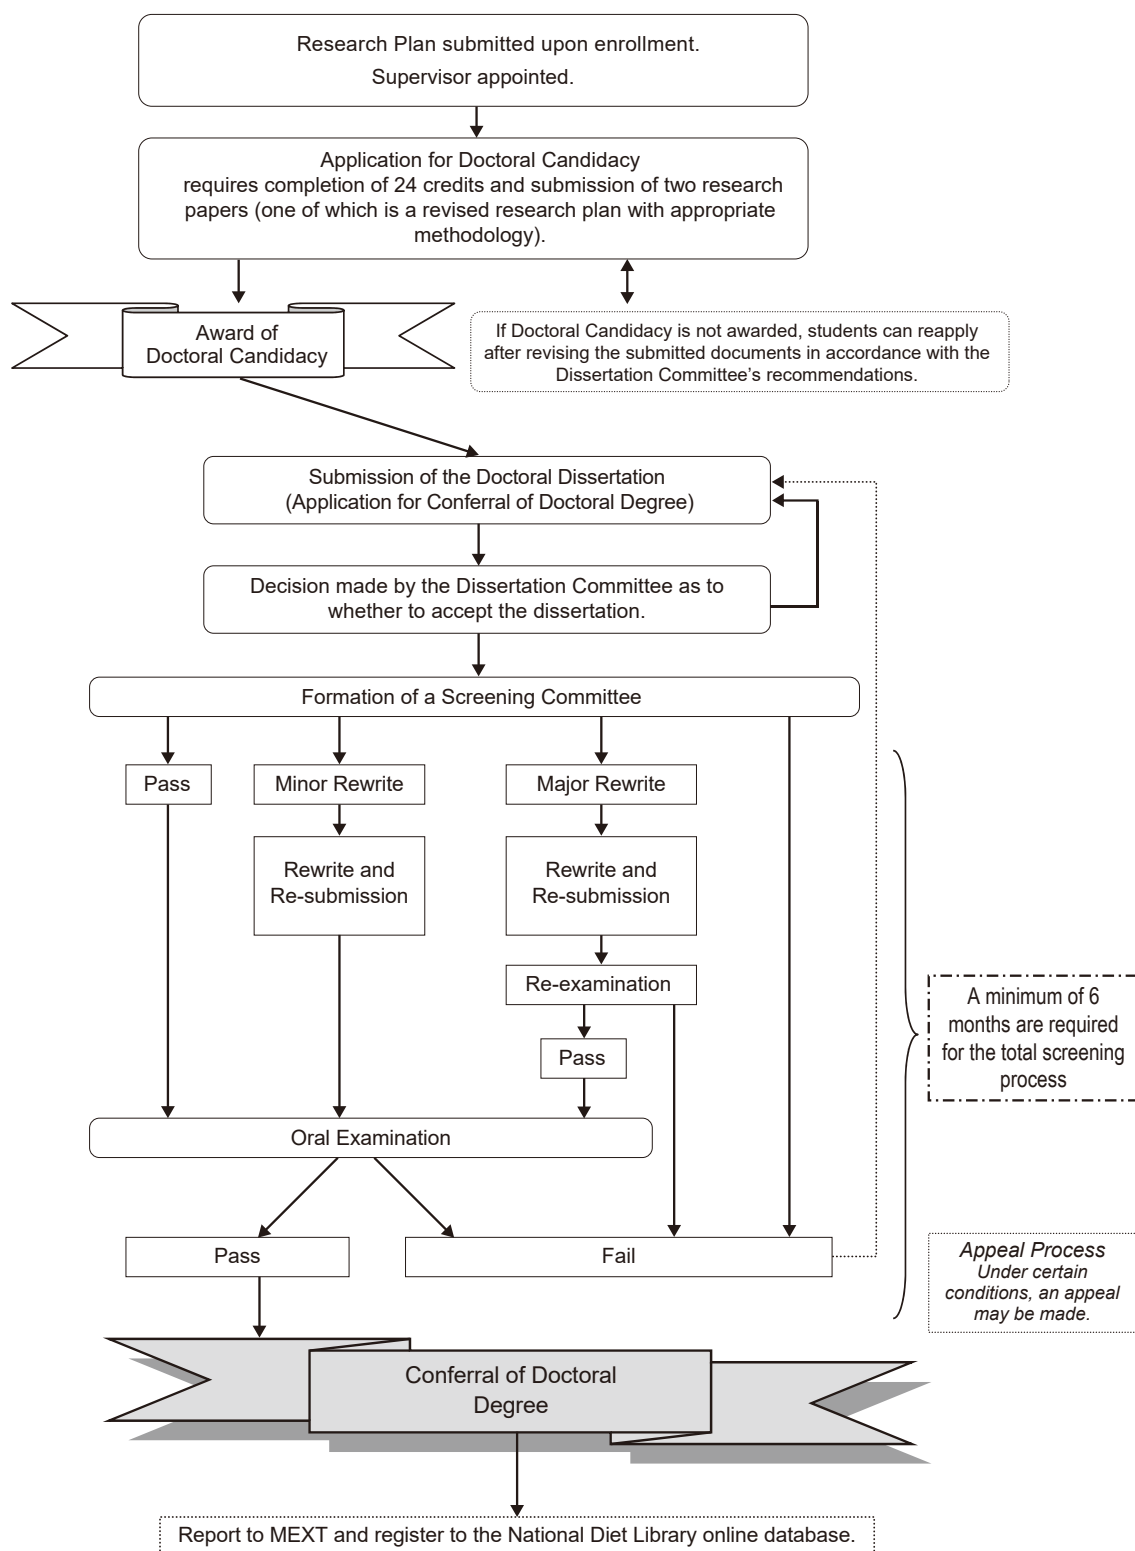 Research Plan submitted upon enrollment.
Supervisor appointed.
Application for Doctoral Candidacy
requires completion of 24 credits and submission of two research
papers (one of which is a revised research plan with appropriate
methodology).
Award of
Doctoral Candidacy
If Doctoral Candidacy is not awarded, students can reapply
after revising the submitted documents in accordance with the
Dissertation Committee’s recommendations.
Submission of the Doctoral Dissertation
(Application for Conferral of Doctoral Degree)
Decision made by the Dissertation Committee as to
whether to accept the dissertation.
Formation of a Screening Committee
Pass
Minor Rewrite
Major Rewrite
Rewrite and
Re-submission
Rewrite and
Re-submission
Re-examination
Pass
A minimum of 6
months are required
for the total screening
process
Oral Examination
Pass
Fail
Appeal Process
Under certain
conditions, an appeal
may be made.
Conferral of Doctoral
Degree
Report to MEXT and register to the National Diet Library online database.